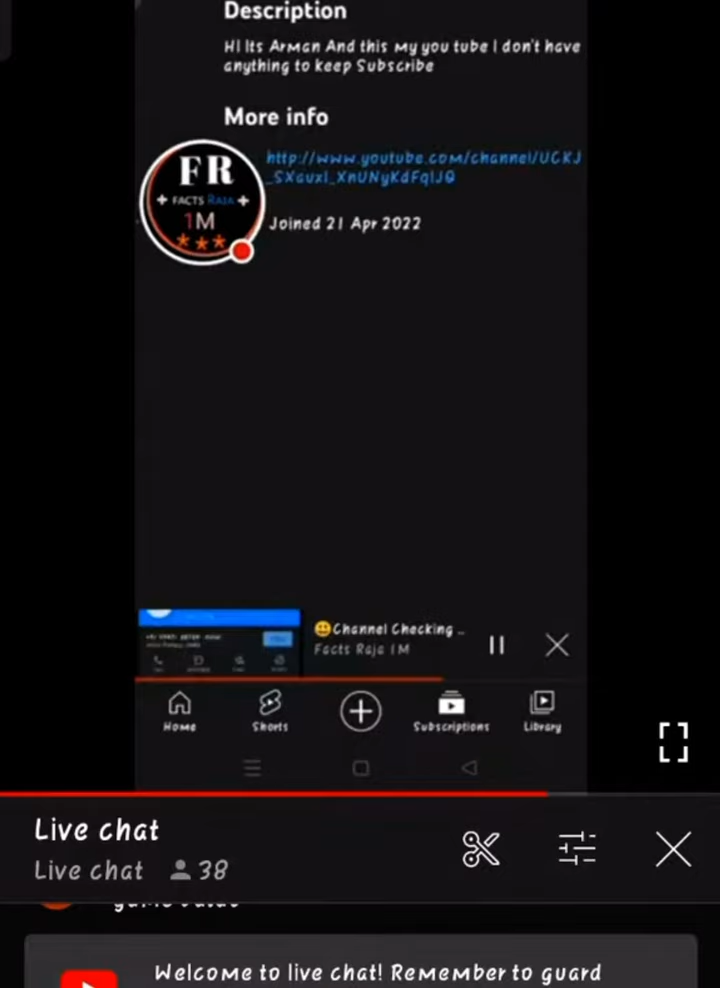 Description
Hi Its Arman And this My you tube I don't have
anything to keep Subscribe
More info
http://www.youtube.com/channel/UCKJ
_SXauxl_XnUNyKdFqlJQ
FR
FACTS RAJA
1M
Joined 21 Apr 2022
Channel Checking ..
Facts Raja 1M
Home
Shorts
Subscriptions
Library
Live chat
Live chat 38
Welcome to live chat! Remember to guard